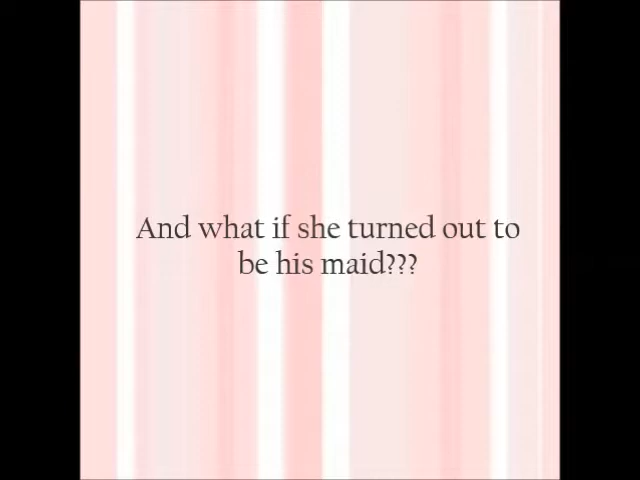 And what if she turned out to
be his maid???